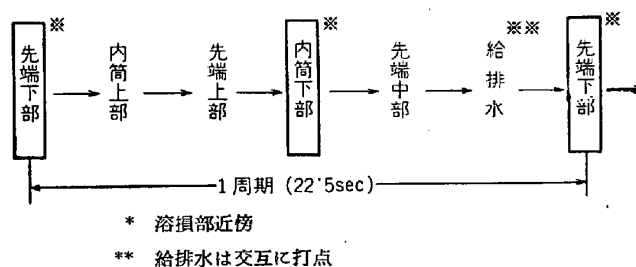 ※ ※ ※※ ※
先端下部 → 内筒上部 → 先端上部 → 内筒下部 → 先端中部 → 給排水 → 先端下部 →
1周期 (22・5sec)
* 溶損部近傍
** 給排水は交互に打点